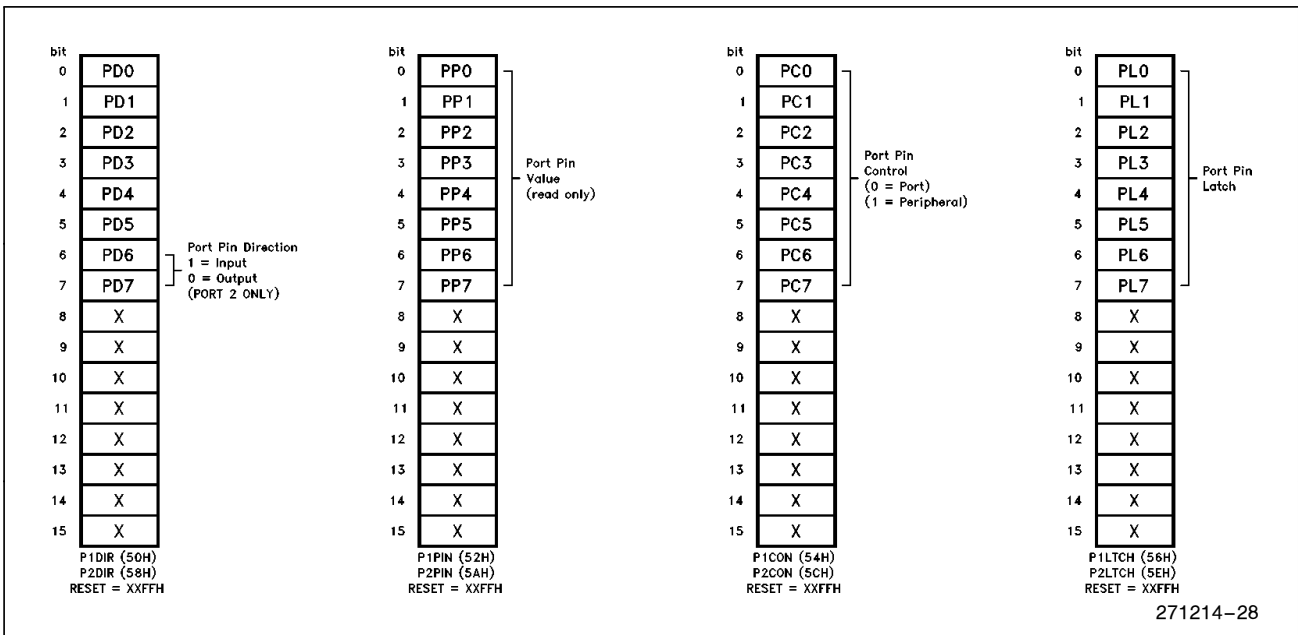 bit
0 PD0
1 PD1
2 PD2
3 PD3
4 PD4
5 PD5
6 PD6
7 PD7
8 X
9 X
10 X
11 X
12 X
13 X
14 X
15 X
Port Pin Direction
1 = Input
0 = Output
(PORT 2 ONLY)
P1DIR (50H)
P2DIR (58H)
RESET = XXFFH
bit
0 PP0
1 PP1
2 PP2
3 PP3
4 PP4
5 PP5
6 PP6
7 PP7
8 X
9 X
10 X
11 X
12 X
13 X
14 X
15 X
Port Pin
Value
(read only)
P1PIN (52H)
P2PIN (5AH)
RESET = XXFFH
bit
0 PC0
1 PC1
2 PC2
3 PC3
4 PC4
5 PC5
6 PC6
7 PC7
8 X
9 X
10 X
11 X
12 X
13 X
14 X
15 X
Port Pin
Control
(0 = Port)
(1 = Peripheral)
P1CON (54H)
P2CON (5CH)
RESET = XXFFH
bit
0 PL0
1 PL1
2 PL2
3 PL3
4 PL4
5 PL5
6 PL6
7 PL7
8 X
9 X
10 X
11 X
12 X
13 X
14 X
15 X
Port Pin
Latch
P1LTCH (56H)
P2LTCH (5EH)
RESET = XXFFH
271214-28